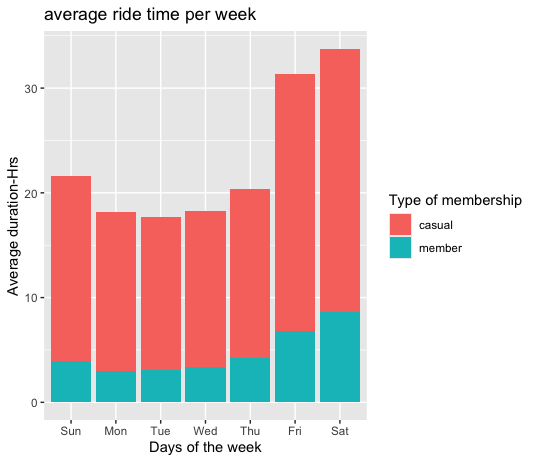 average ride time per week
Average duration-Hrs
30
20
10
0
Sun Mon Tue Wed Thu Fri Sat
Days of the week
Type of membership
casual
member